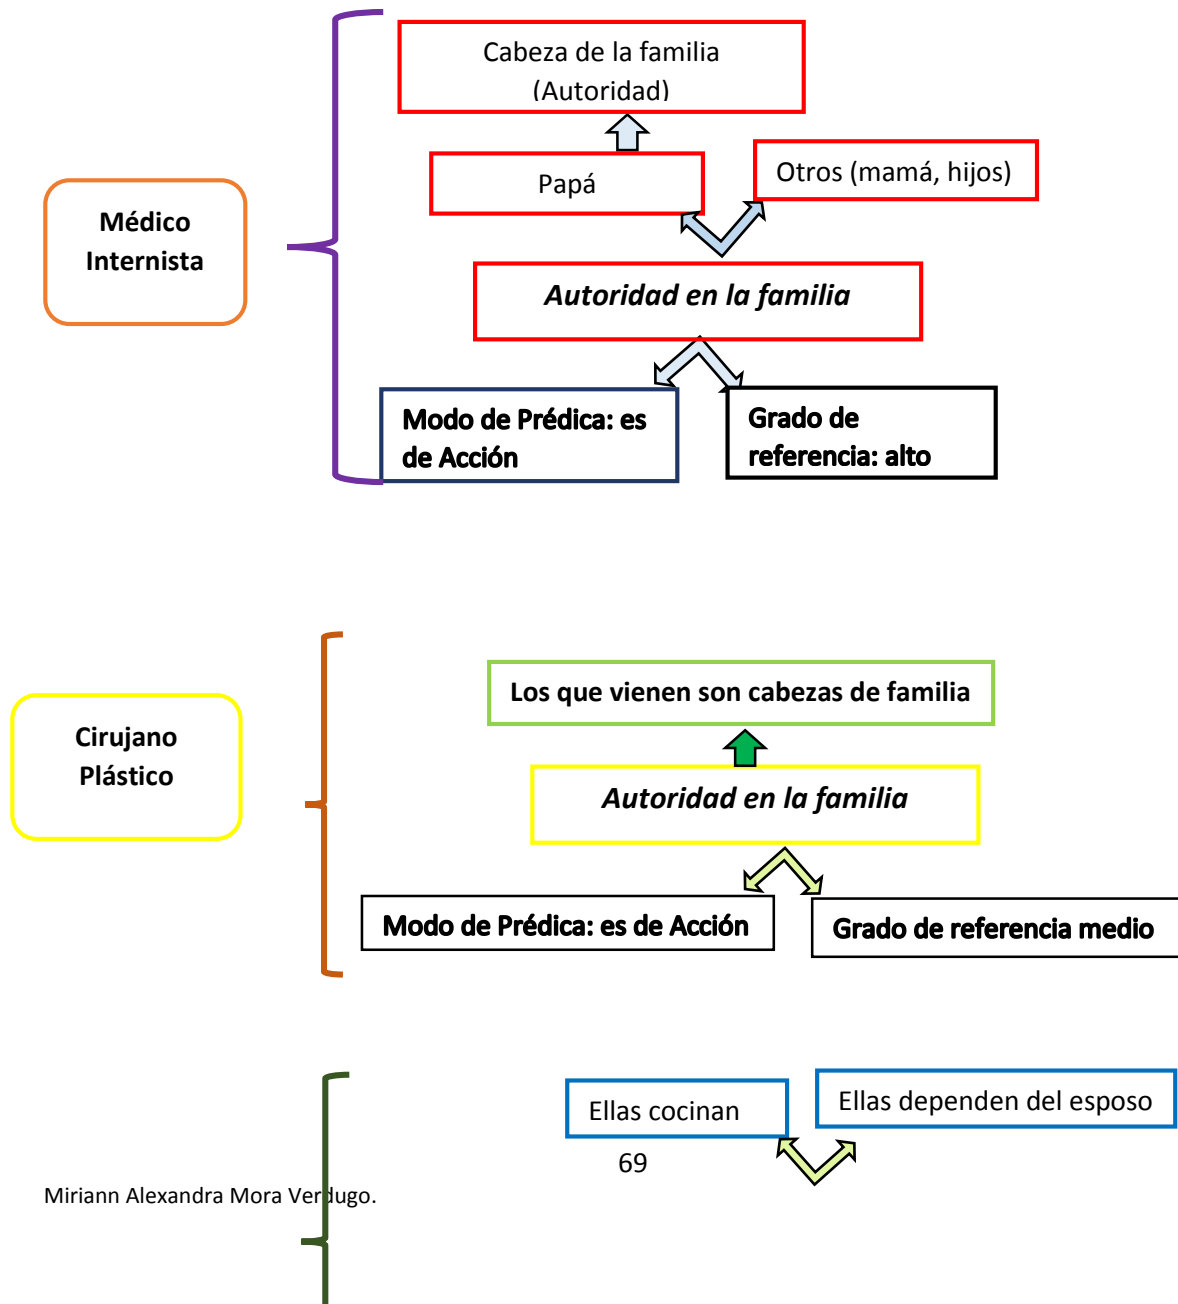 Cabeza de la familia
(Autoridad)
Papá
Otros (mamá, hijos)
Médico
Internista
Autoridad en la familia
Modo de Prédica: es
de Acción
Grado de
referencia: alto
Los que vienen son cabezas de familia
Cirujano
Plástico
Autoridad en la familia
Modo de Prédica: es de Acción
Grado de referencia medio
Ellas cocinan
Ellas dependen del esposo
69
Miriann Alexandra Mora Verdugo.